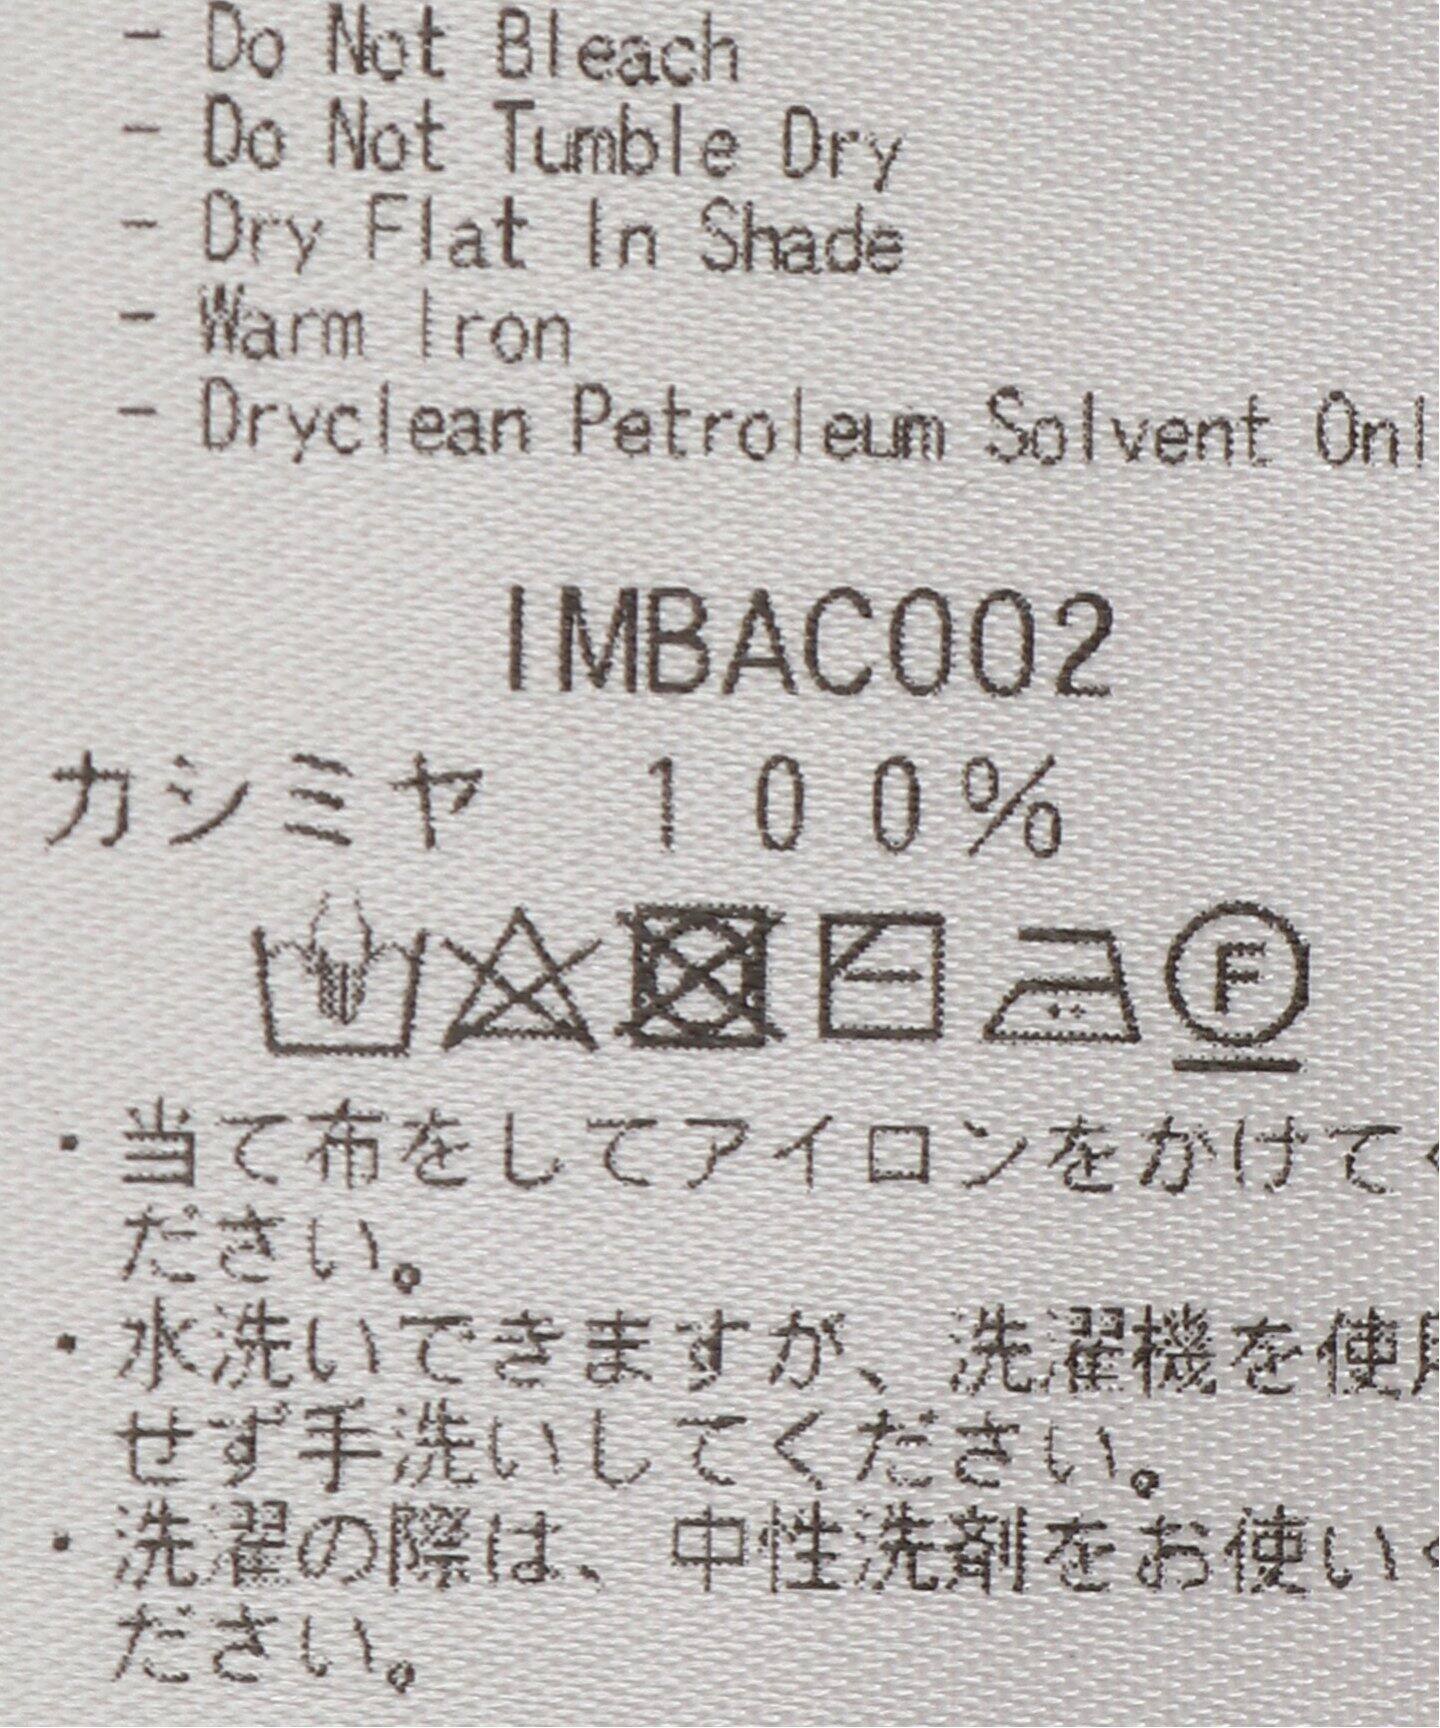 - Do Not Bleach
- Do Not Tumble Dry
- Dry Flat In Shade
- Warm Iron
- Dryclean Petroleum Solvent Onl
IMBAC002
カシミヤ 100%
F
・当て布をしてアイロンをかけてく
ださい。
・水洗いできますが、洗濯機を使用
せず手洗いしてください。
・洗濯の際は、中性洗剤をお使いく
ださい。